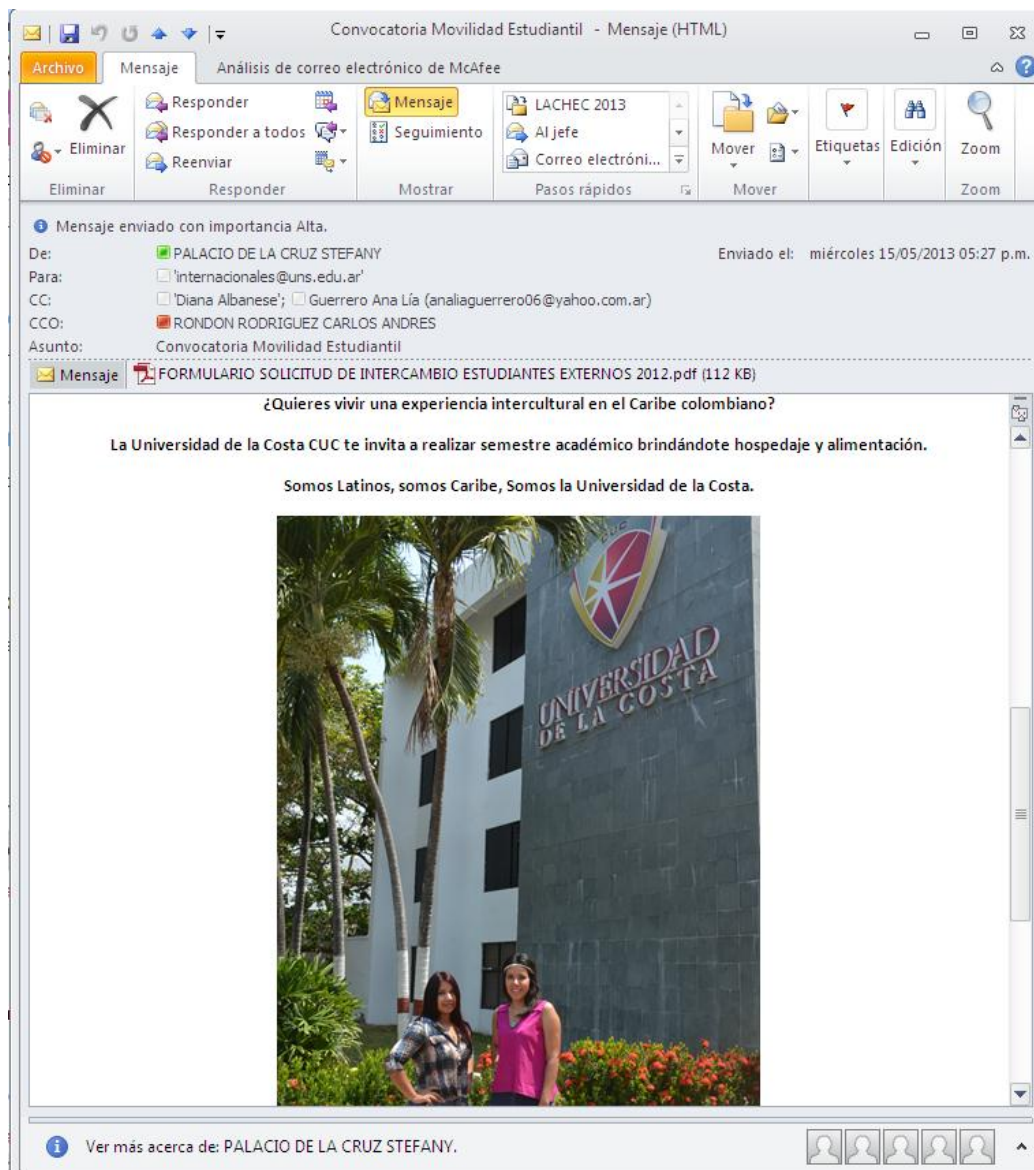 Convocatoria Movilidad Estudiantil - Mensaje (HTML)
Archivo Mensaje Análisis de correo electrónico de McAfee
Responder Mensaje LACHEC 2013
Eliminar Responder a todos Seguimiento Al jefe Mover Etiquetas Edición Zoom
Reenviar Correo electróni...
Eliminar Responder Mostrar Pasos rápidos Mover Zoom
Mensaje enviado con importancia Alta.
De: PALACIO DE LA CRUZ STEFANY Enviado el: miércoles 15/05/2013 05:27 p.m.
Para: 'internacionales@uns.edu.ar'
CC: 'Diana Albanese'; Guerrero Ana Lía (analiaguerrero06@yahoo.com.ar)
CCO: RONDON RODRIGUEZ CARLOS ANDRES
Asunto: Convocatoria Movilidad Estudiantil
Mensaje FORMULARIO SOLICITUD DE INTERCAMBIO ESTUDIANTES EXTERNOS 2012.pdf (112 KB)
¿Quieres vivir una experiencia intercultural en el Caribe colombiano?
La Universidad de la Costa CUC te invita a realizar semestre académico brindándote hospedaje y alimentación.
Somos Latinos, somos Caribe, Somos la Universidad de la Costa.
CUC
UNIVERSIDAD
DE LA COSTA
Ver más acerca de: PALACIO DE LA CRUZ STEFANY.